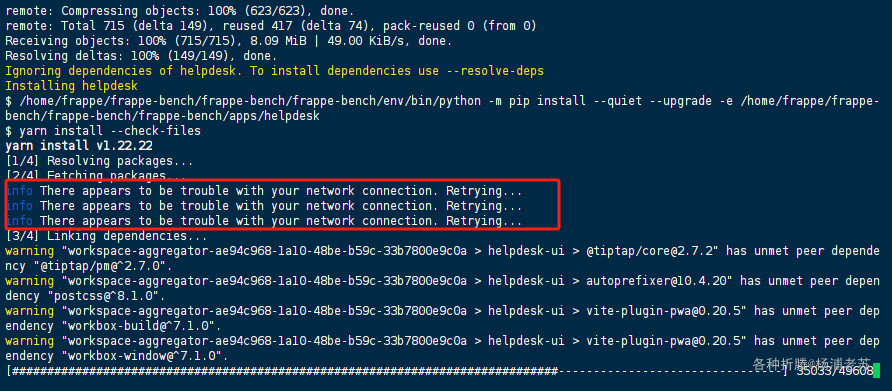 remote: Compressing objects: 100% (623/623), done.
remote: Total 715 (delta 149), reused 417 (delta 74), pack-reused 0 (from 0)
Receiving objects: 100% (715/715), 8.09 MiB | 49.00 KiB/s, done.
Resolving deltas: 100% (149/149), done.
Ignoring dependencies of helpdesk. To install dependencies use --resolve-deps
Installing helpdesk
$ /home/frappe/frappe-bench/frappe-bench/frappe-bench/env/bin/python -m pip install --quiet --upgrade -e /home/frappe/frappe-
bench/frappe-bench/frappe-bench/apps/helpdesk
$ yarn install --check-files
yarn install v1.22.22
[1/4] Resolving packages...
[2/4] Fetching packages...
info There appears to be trouble with your network connection. Retrying...
info There appears to be trouble with your network connection. Retrying...
info There appears to be trouble with your network connection. Retrying...
[3/4] Linking dependencies...
warning "workspace-aggregator-ae94c968-1a10-48be-b59c-33b7800e9c0a > helpdesk-ui > @tiptap/core@2.7.2" has unmet peer depende
ncy "@tiptap/pm@^2.7.0".
warning "workspace-aggregator-ae94c968-1a10-48be-b59c-33b7800e9c0a > helpdesk-ui > autoprefixer@10.4.20" has unmet peer depen
dency "postcss@^8.1.0".
warning "workspace-aggregator-ae94c968-1a10-48be-b59c-33b7800e9c0a > helpdesk-ui > vite-plugin-pwa@0.20.5" has unmet peer dep
endency "workbox-build@^7.1.0".
warning "workspace-aggregator-ae94c968-1a10-48be-b59c-33b7800e9c0a > helpdesk-ui > vite-plugin-pwa@0.20.5" has unmet peer dep
endency "workbox-window@^7.1.0".
[##############################################################################--------------------------------] 35033/49608
各种折腾@杨浦老苏